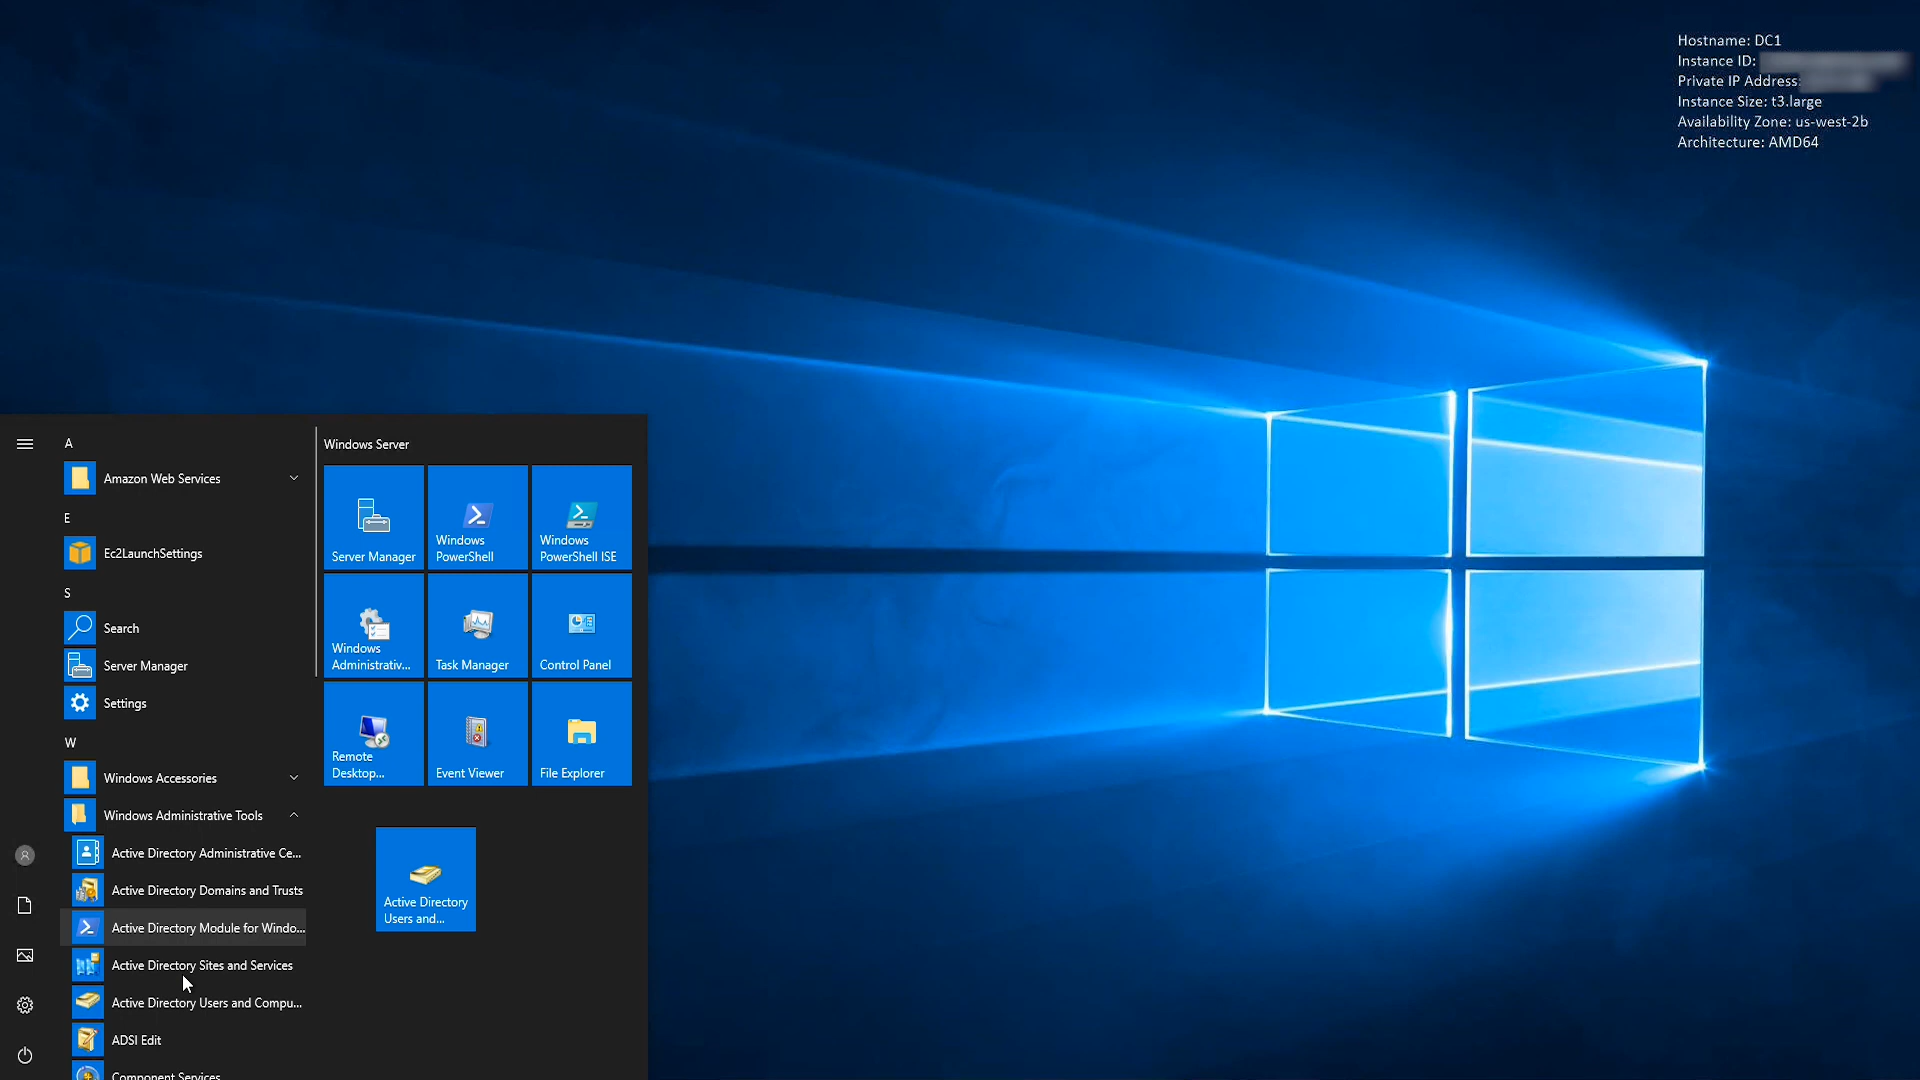 Hostname: DC1
Instance ID:
Private IP Address:
Instance Size: t3.large
Availability Zone: us-west-2b
Architecture: AMD64
A
Amazon Web Services
E
Ec2LaunchSettings
S
Search
Server Manager
Settings
W
Windows Accessories
Windows Administrative Tools
Active Directory Administrative Ce...
Active Directory Domains and Trusts
Active Directory Module for Windo...
Active Directory Sites and Services
Active Directory Users and Compu...
ADSI Edit
Component Services
Windows Server
Server Manager
Windows
PowerShell
Windows
PowerShell ISE
Windows
Administrativ...
Task Manager
Control Panel
Remote
Desktop...
Event Viewer
File Explorer
Active Directory
Users and...